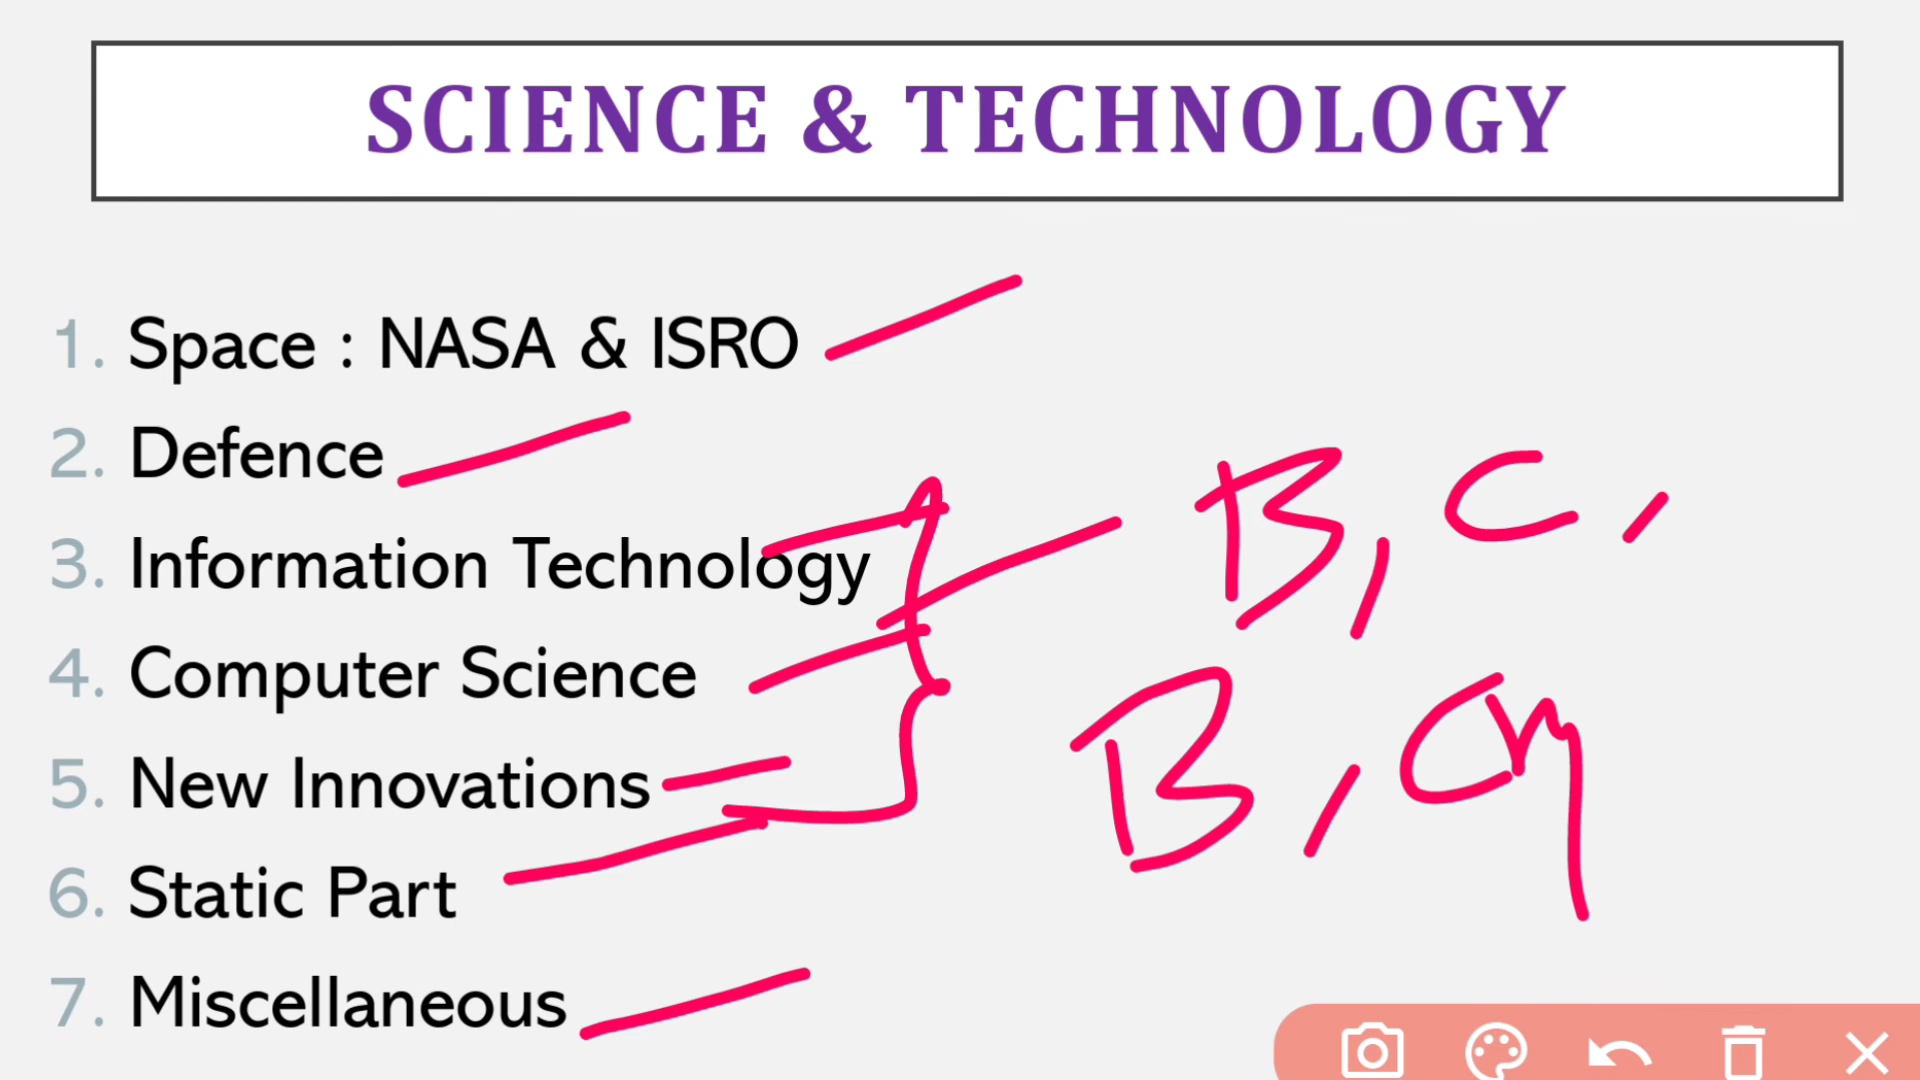 SCIENCE & TECHNOLOGY
1. Space : NASA & ISRO
2. Defence
3. Information Technology
B, C,
4. Computer Science
5. New Innovations
B,
6. Static Part
7. Miscellaneous